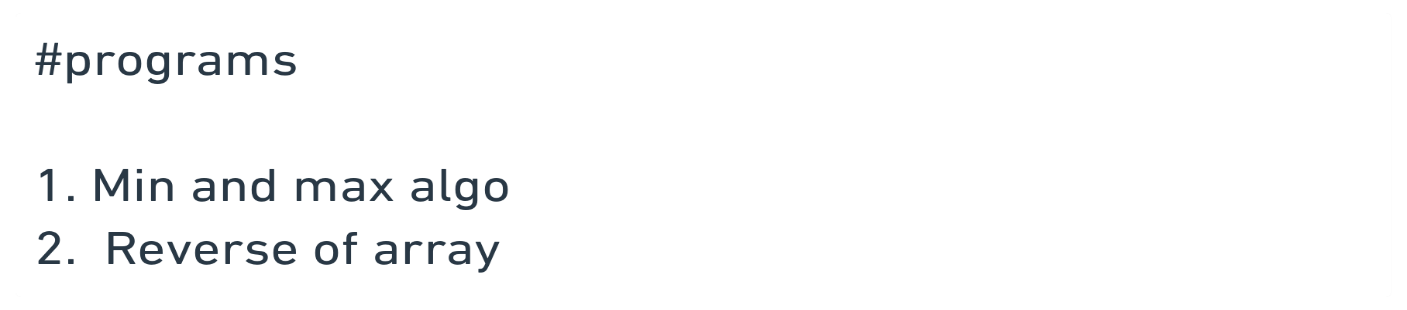 #programs
1. Min and max algo
2. Reverse of array